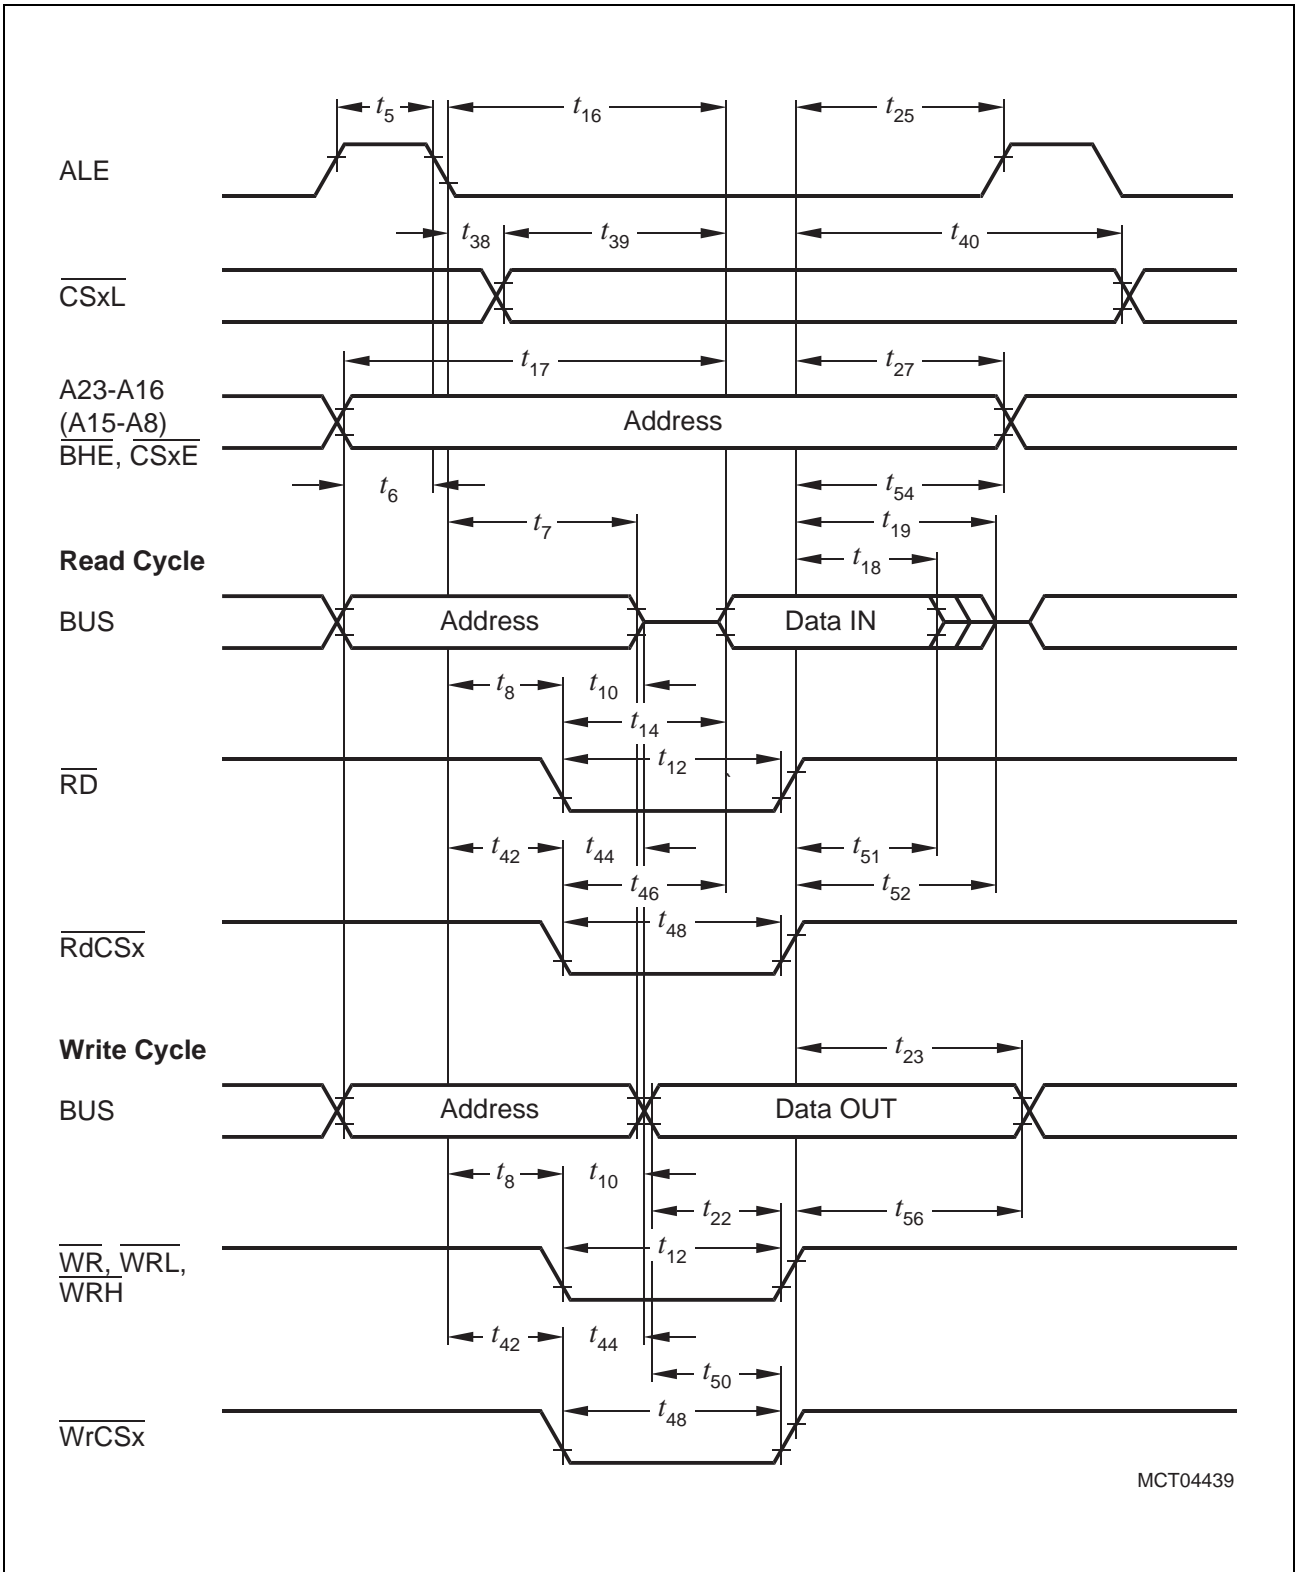 t5 t16 t25
ALE
t38 t39 t40
CSxL
t17 t27
A23-A16
(A15-A8)
BHE, CSxE
Address
t6 t54
t7 t19
Read Cycle
t18
BUS Address Data IN
t8 t10
t14
t12
RD
t42 t44 t51
t46 t52
t48
RdCSx
Write Cycle
t23
BUS Address Data OUT
t8 t10
t22 t56
t12
WR, WRL,
WRH
t42 t44
t50
t48
WrCSx
MCT04439